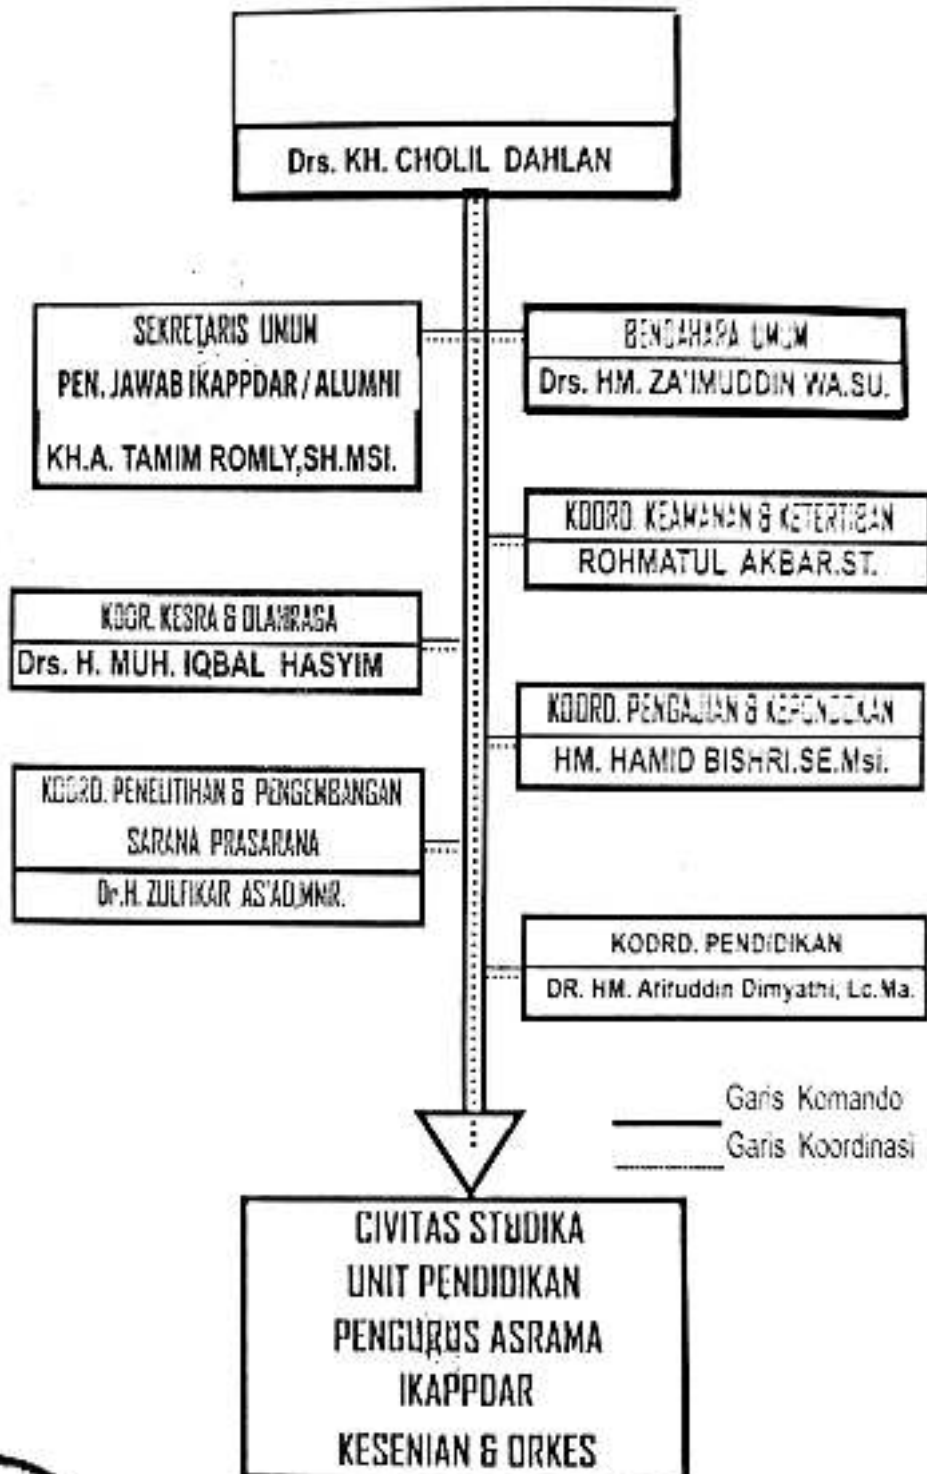 Drs. KH. CHOLIL DAHLAN
SEKRETARIS UMUM
PEN. JAWAB IKAPPDAR / ALUMNI
KH.A. TAMIM ROMLY,SH.MSI.
BENDAHARA UMUM
Drs. HM. ZA'IMUDDIN WA.SU.
KOORD. KEAMANAN & KETERTIBAN
ROHMATUL AKBAR.ST.
KOOR. KESRA & OLAHRAGA
Drs. H. MUH. IQBAL HASYIM
KOORD. PENGAJIAN & KEPONDOKAN
HM. HAMID BISHRI.SE.Msi.
KOORD. PENELITIHAN & PENGEMBANGAN
SARANA PRASARANA
Dr.H. ZULFIKAR AS'AD,MMR.
KOORD. PENDIDIKAN
DR. HM. Arifuddin Dimyathi, Lc.Ma.
Garis Komando
Garis Koordinasi
CIVITAS STUDIKA
UNIT PENDIDIKAN
PENGURUS ASRAMA
IKAPPDAR
KESENIAN & ORKES